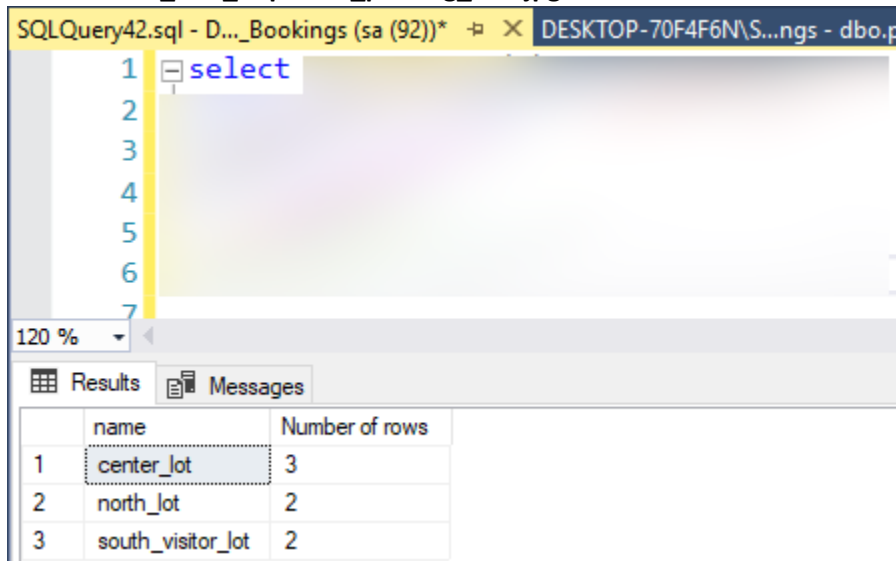 SQLQuery42.sql - D..._Bookings (sa (92))* DESKTOP-70F4F6N\S...ngs - dbo.p
1 select
2
3
4
5
6
7
120 %
Results Messages
name Number of rows
1 center_lot 3
2 north_lot 2
3 south_visitor_lot 2